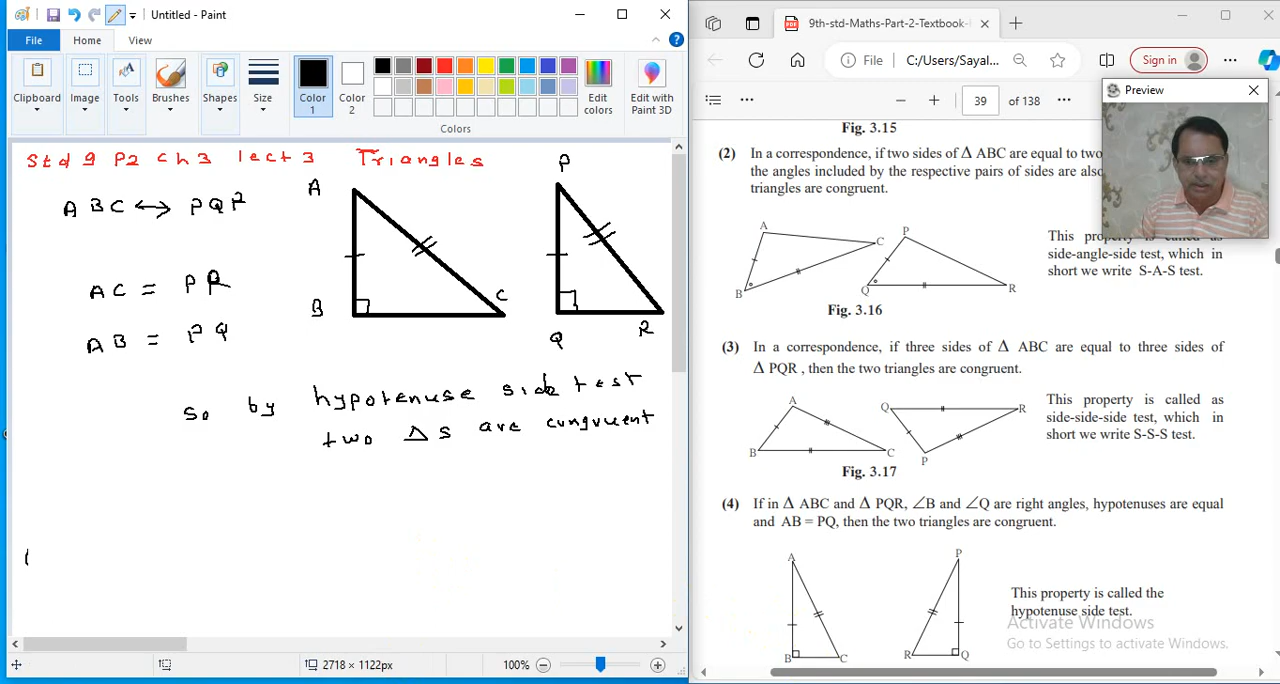 Untitled - Paint
File Home View
Clipboard
Image
Tools
Brushes
Shapes
Size
Color 1
Color 2
Edit colors
Edit with Paint 3D
Colors
Std 9 P2 Ch 3 lect 3 Triangles
A B C ↔ P Q R
AC = PR
AB = PQ
A
B
C
P
Q
R
So by hypotenuse side test
two Δ s are congruent
2718 × 1122px
100%
9th-std-Maths-Part-2-Textbook-
File
C:/Users/Sayal...
Sign in
39 of 138
Preview
Fig. 3.15
(2) In a correspondence, if two sides of Δ ABC are equal to two
the angles included by the respective pairs of sides are also
triangles are congruent.
A
B
C
P
Q
R
This property is called as
side-angle-side test, which in
short we write S-A-S test.
Fig. 3.16
(3) In a correspondence, if three sides of Δ ABC are equal to three sides of
Δ PQR , then the two triangles are congruent.
A
B
C
Q
R
P
This property is called as
side-side-side test, which in
short we write S-S-S test.
Fig. 3.17
(4) If in Δ ABC and Δ PQR, ∠B and ∠Q are right angles, hypotenuses are equal
and AB = PQ, then the two triangles are congruent.
A
B
C
P
R
Q
This property is called the
hypotenuse side test.
Activate Windows
Go to Settings to activate Windows.